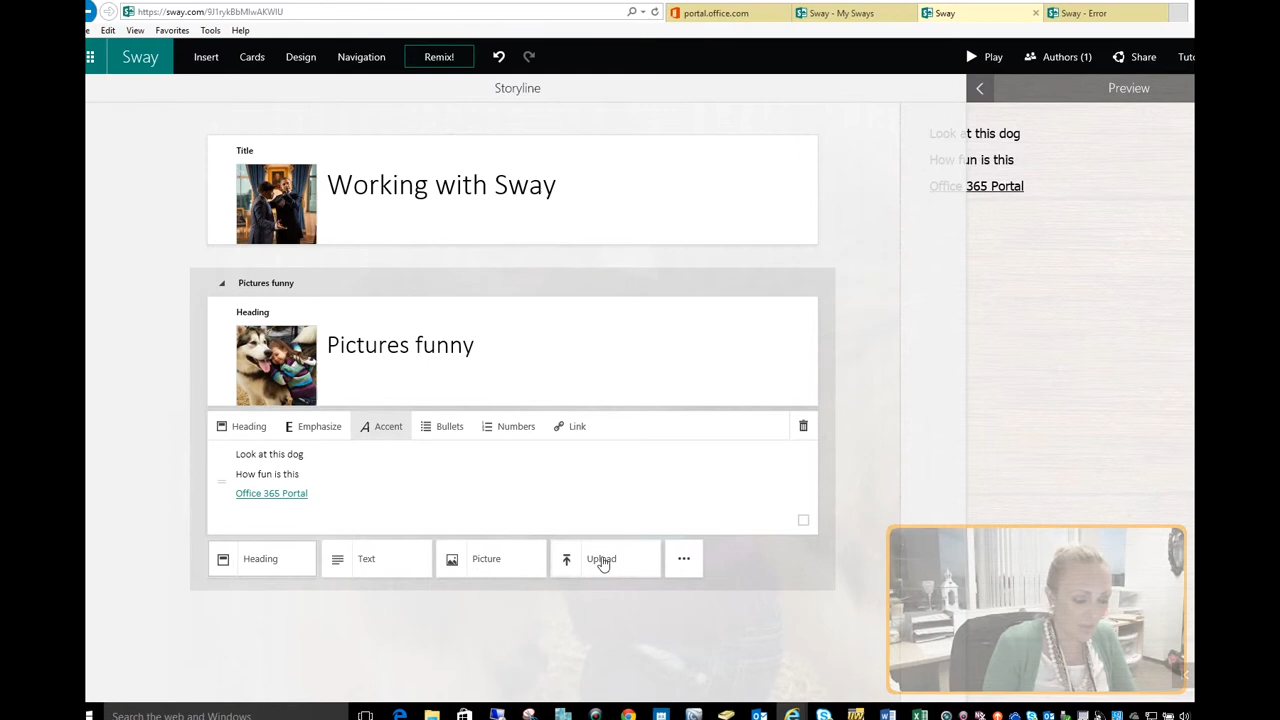 https://sway.com/9J1rykBbMlwAKWIU
portal.office.com
Sway - My Sways
Sway
Sway - Error
Edit View Favorites Tools Help
Sway Insert Cards Design Navigation Remix! Play Authors (1) Share Tuto
Storyline
Preview
Title
Working with Sway
Pictures funny
Heading
Pictures funny
Heading Emphasize Accent Bullets Numbers Link
Look at this dog
How fun is this
Office 365 Portal
Heading Text Picture Upload
Look at this dog
How fun is this
Office 365 Portal
Search the web and Windows